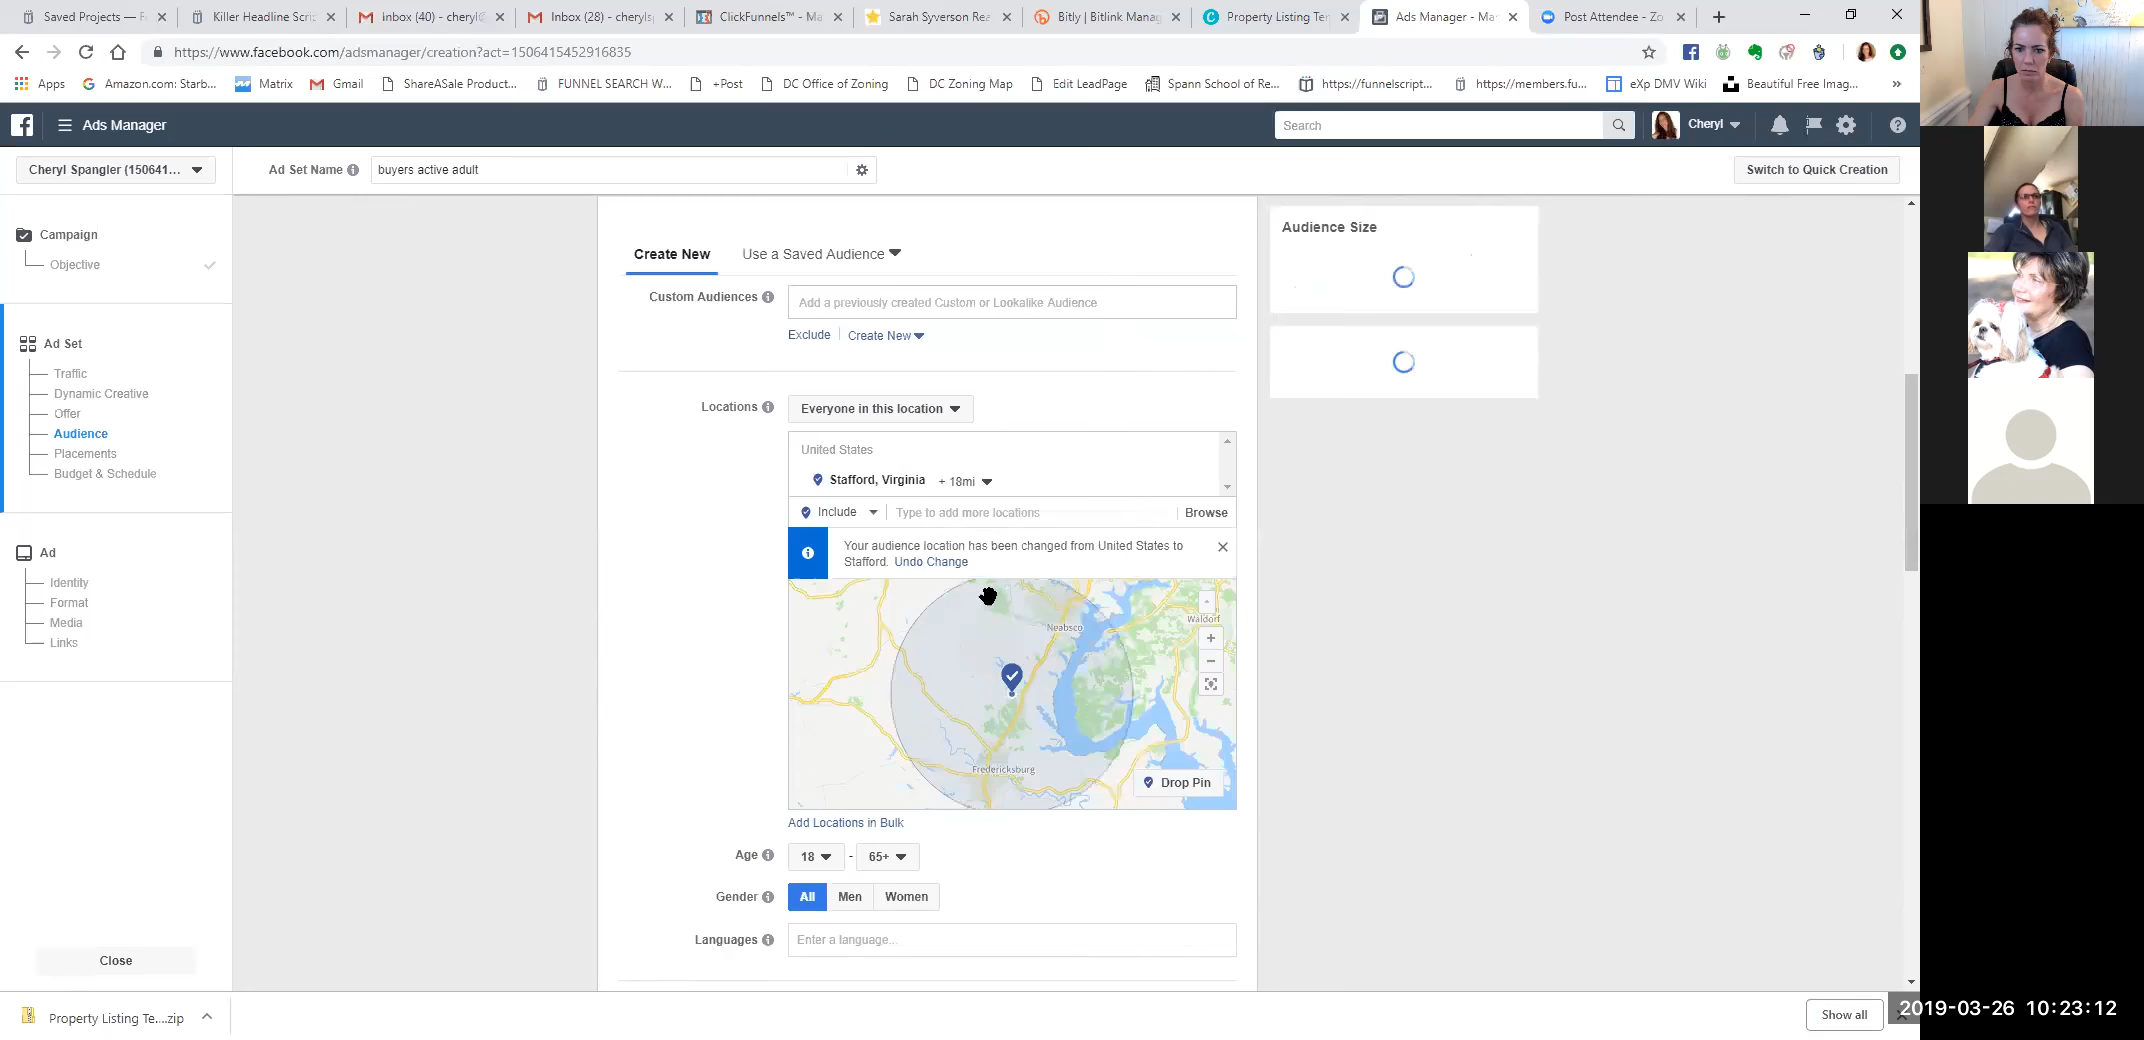 Saved Projects — F
Killer Headline Scri
Inbox (40) - cheryl@
Inbox (28) - cheryls
ClickFunnels™ - Ma
Sarah Syverson Rea
Bitly | Bitlink Manag
Property Listing Te
Ads Manager - Ma
Post Attendee - Zo
https://www.facebook.com/adsmanager/creation?act=1506415452916835
Apps
Amazon.com: Starb...
Matrix
Gmail
ShareASale Product...
FUNNEL SEARCH W...
+Post
DC Office of Zoning
DC Zoning Map
Edit LeadPage
Spann School of Re...
https://funnelscript...
https://members.fu...
eXp DMV Wiki
Beautiful Free Imag...
»
Ads Manager
Search
Cheryl
Cheryl Spangler (150641...
Ad Set Name
buyers active adult
Switch to Quick Creation
Campaign
Objective
Ad Set
Traffic
Dynamic Creative
Offer
Audience
Placements
Budget & Schedule
Ad
Identity
Format
Media
Links
Close
Create New
Use a Saved Audience
Custom Audiences
Add a previously created Custom or Lookalike Audience
Exclude
Create New
Locations
Everyone in this location
United States
Stafford, Virginia + 18mi
Include
Type to add more locations
Browse
Your audience location has been changed from United States to
Stafford. Undo Change
Neabsco
Waldorf
Fredericksburg
Drop Pin
Add Locations in Bulk
Age
18 - 65+
Gender
All
Men
Women
Languages
Enter a language...
Audience Size
Property Listing Te....zip
Show all
2019-03-26 10:23:12